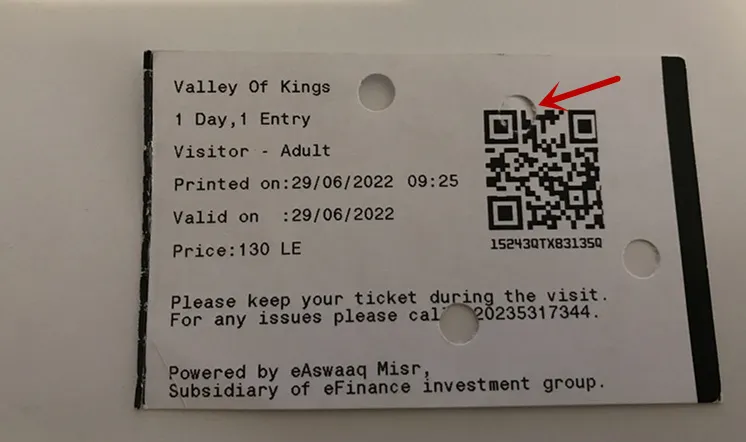 Valley Of Kings
1 Day,1 Entry
Visitor - Adult
Printed on:29/06/2022 09:25
Valid on :29/06/2022
Price:130 LE
15243QTX83135Q
Please keep your ticket during the visit.
For any issues please 20235317344.
Powered by eAswaaq Misr,
Subsidiary of eFinance investment group.